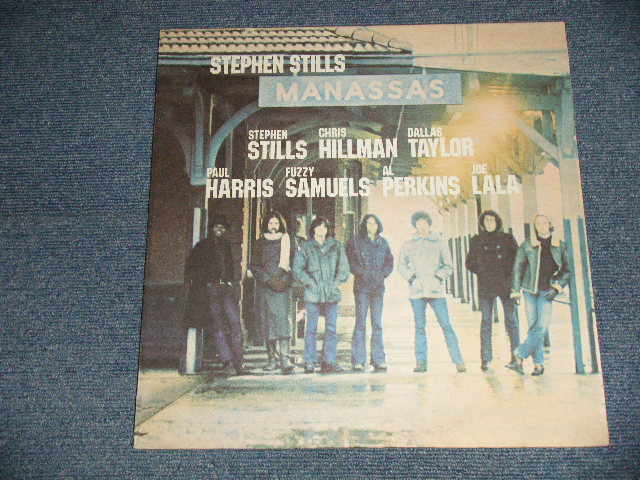 STEPHEN STILLS
MANASSAS
STEPHEN STILLS CHRIS HILLMAN DALLAS TAYLOR
PAUL HARRIS FUZZY SAMUELS AL PERKINS JOE LALA